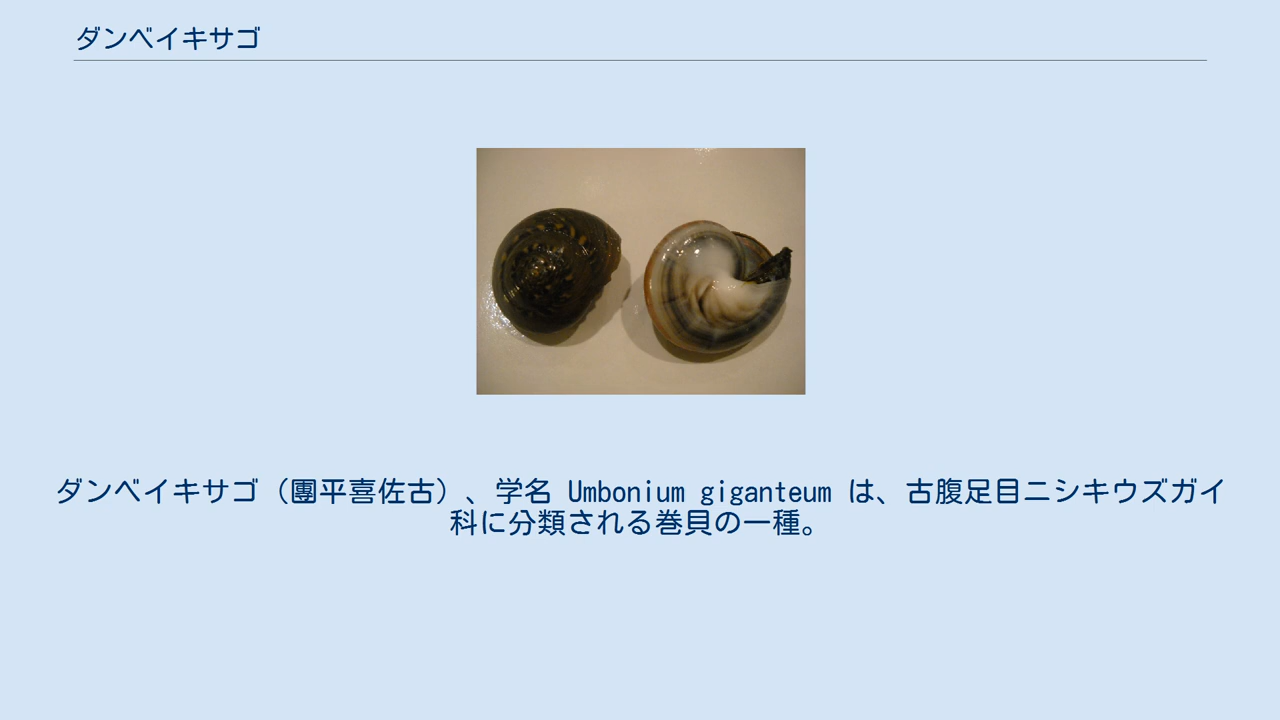 ダンベイキサゴ
ダンベイキサゴ（團平喜佐古）、学名 Umbonium giganteum は、古腹足目ニシキウズガイ
科に分類される巻貝の一種。